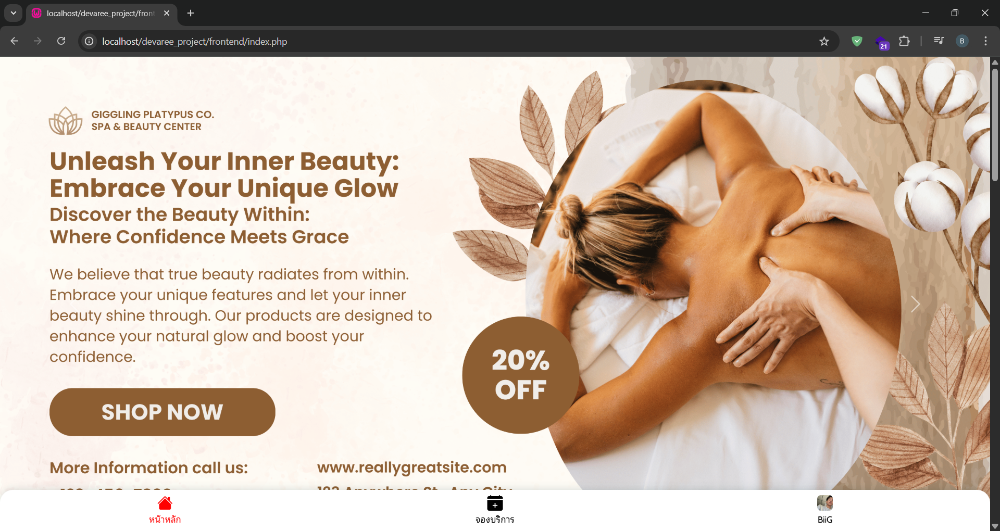 localhost/devaree_project/front
localhost/devaree_project/frontend/index.php
21
B
GIGGLING PLATYPUS CO.
SPA & BEAUTY CENTER
Unleash Your Inner Beauty:
Embrace Your Unique Glow
Discover the Beauty Within:
Where Confidence Meets Grace
We believe that true beauty radiates from within.
Embrace your unique features and let your inner
beauty shine through. Our products are designed to
enhance your natural glow and boost your
confidence.
20%
OFF
SHOP NOW
More Information call us:
www.reallygreatsite.com
หน้าหลัก
จองบริการ
BiiG